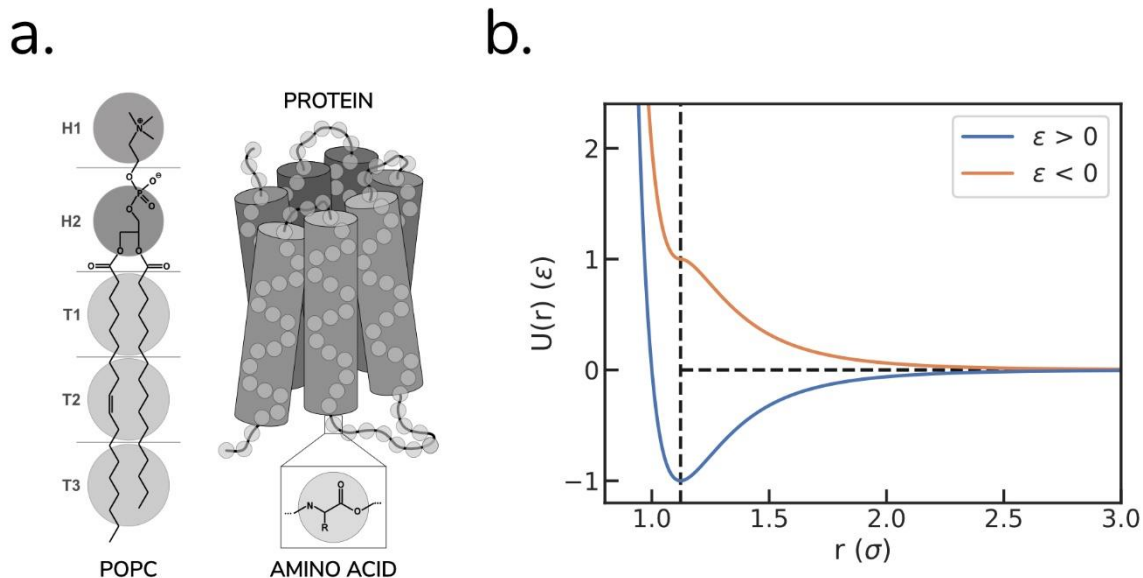 a.
b.
PROTEIN
H1
H2
T1
T2
T3
N
⊕
O
O
⊖
P
O
O
O
O
O
O
POPC
N
O
O
R
AMINO ACID
U(r) (ε)
2
1
0
−1
ε > 0
ε < 0
1.0 1.5 2.0 2.5 3.0
r (σ)